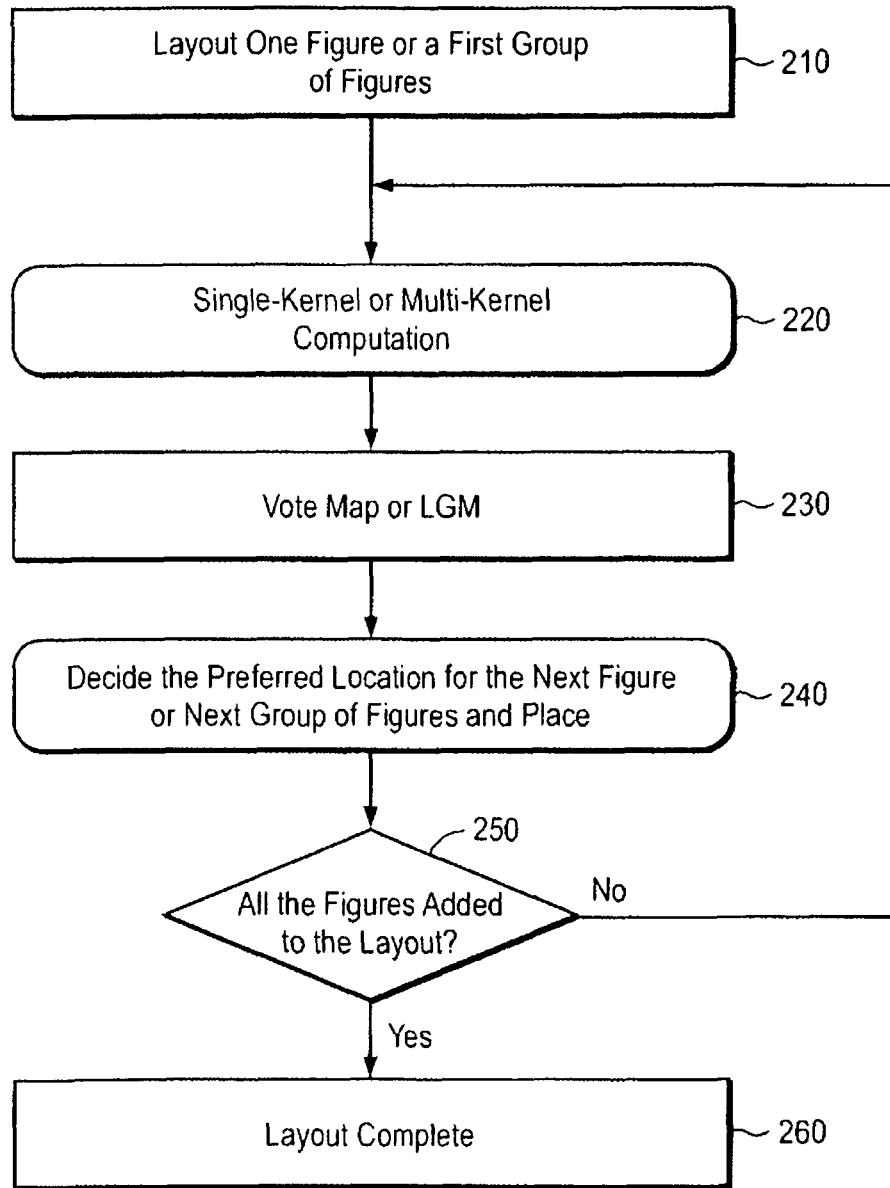 Layout One Figure or a First Group
of Figures
210
Single-Kernel or Multi-Kernel
Computation
220
Vote Map or LGM
230
Decide the Preferred Location for the Next Figure
or Next Group of Figures and Place
240
250
All the Figures Added
to the Layout?
No
Yes
Layout Complete
260